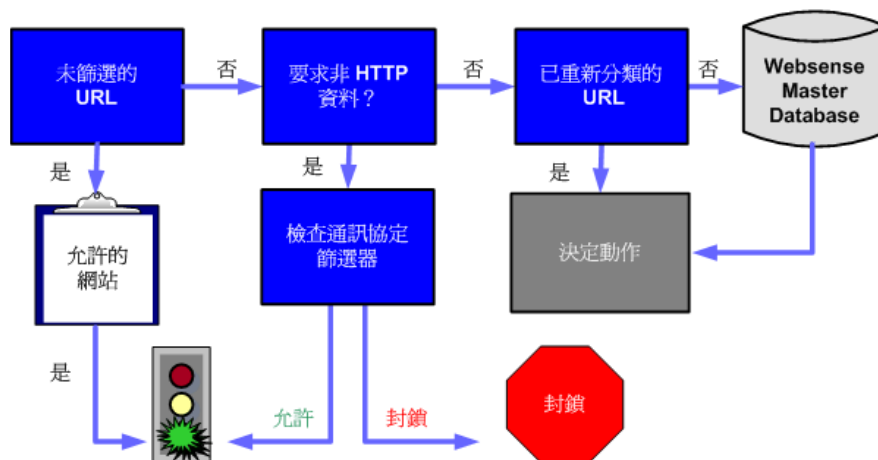 未篩選的
URL
否
要求非 HTTP
資料？
否
已重新分類的
URL
否
Websense
Master
Database
是
是
是
允許的
網站
檢查通訊協定
篩選器
決定動作
是
允許
封鎖
封鎖